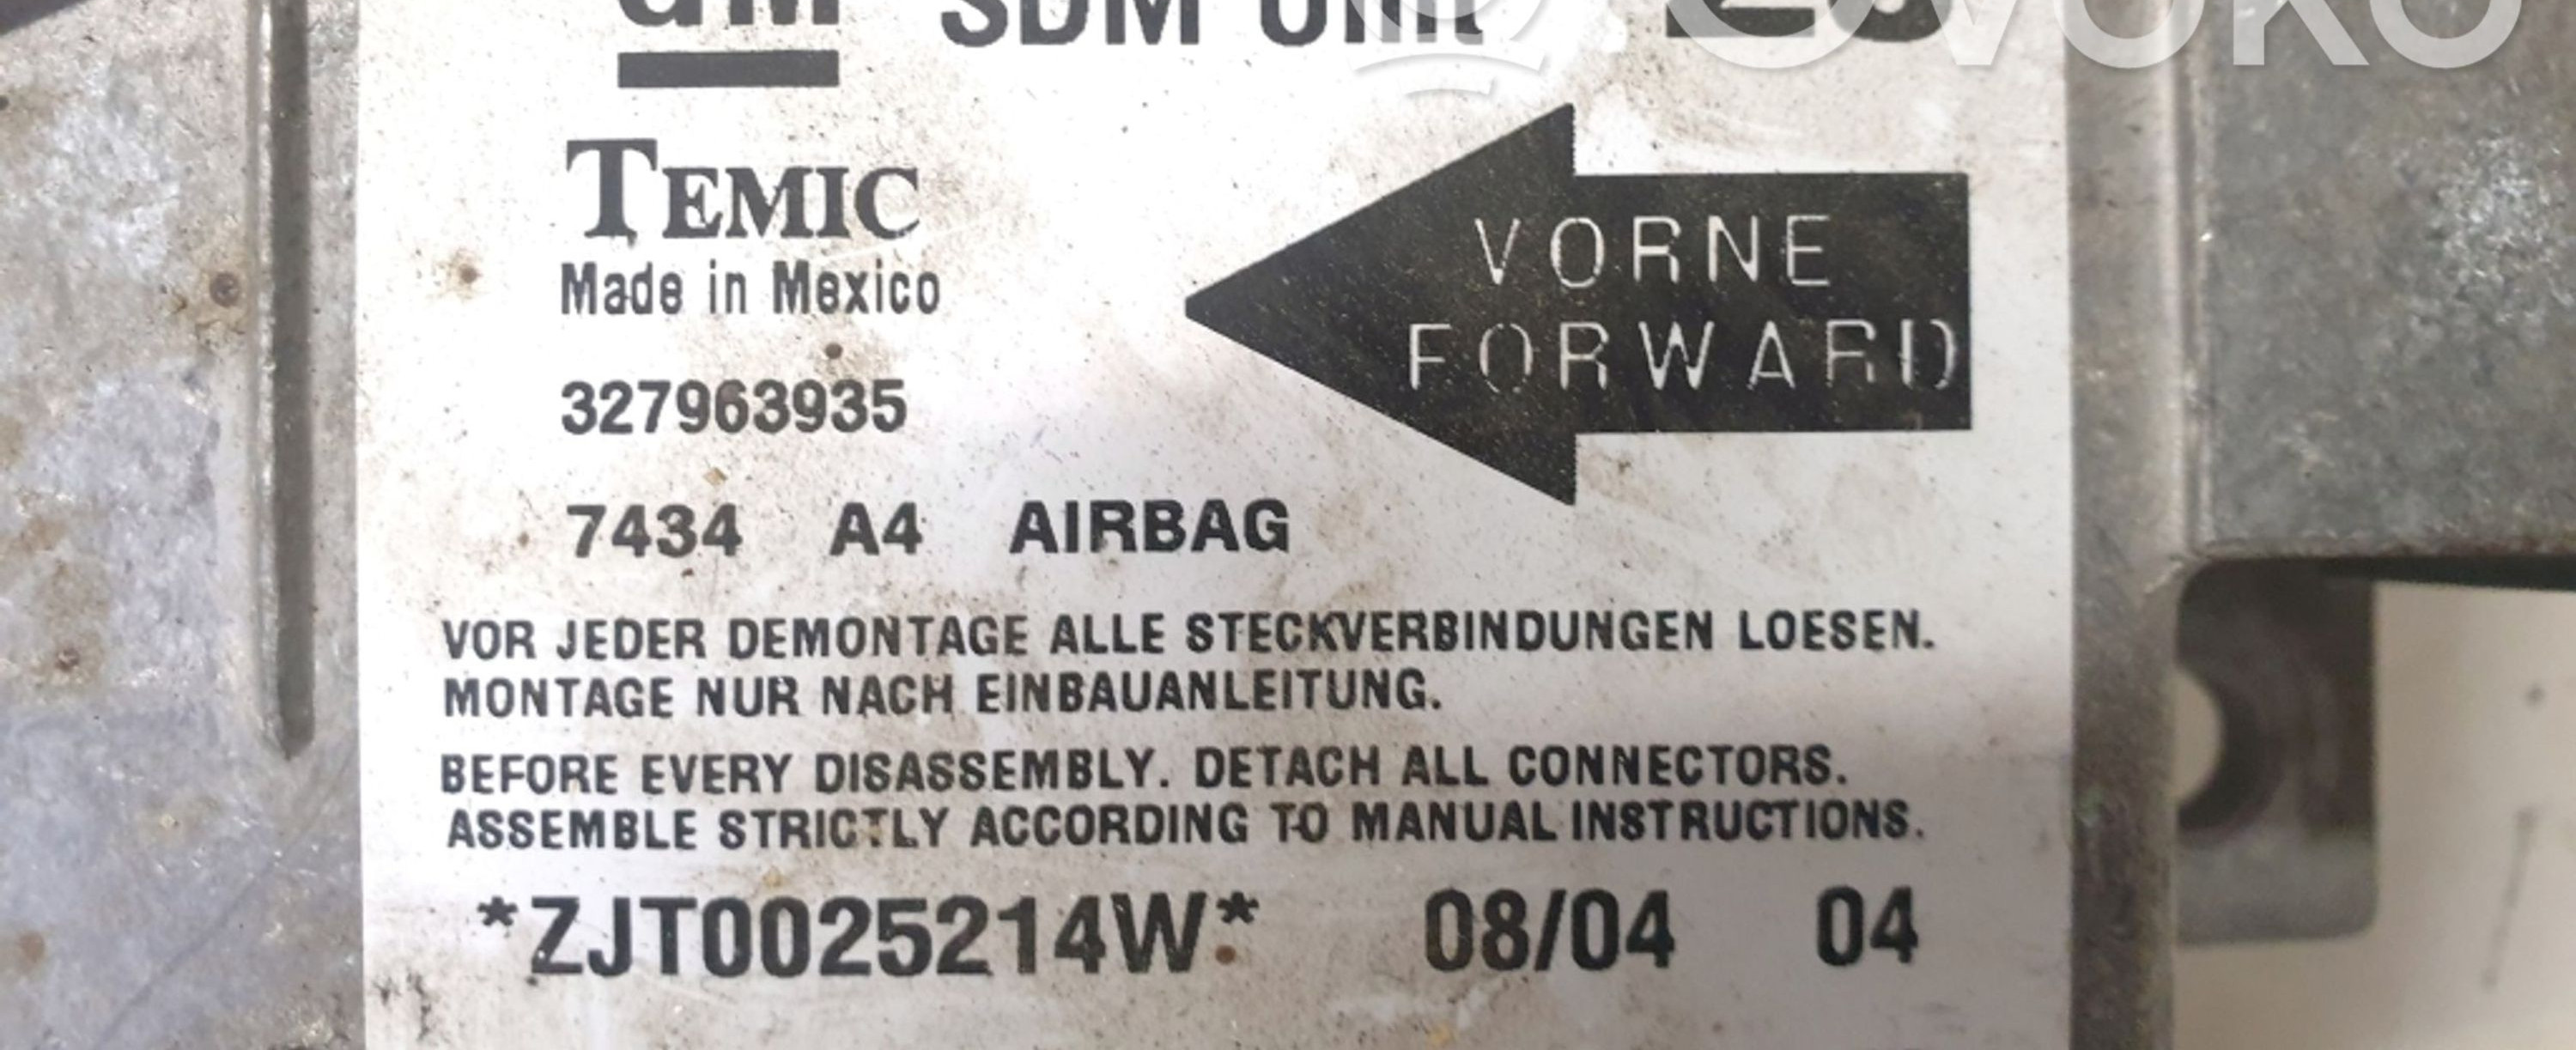 GM SDM Unit
OVOKO
TEMIC
Made in Mexico
VORNE
FORWARD
327963935
7434 A4 AIRBAG
VOR JEDER DEMONTAGE ALLE STECKVERBINDUNGEN LOESEN.
MONTAGE NUR NACH EINBAUANLEITUNG.
BEFORE EVERY DISASSEMBLY. DETACH ALL CONNECTORS.
ASSEMBLE STRICTLY ACCORDING TO MANUAL INSTRUCTIONS.
*ZJT0025214W* 08/04 04